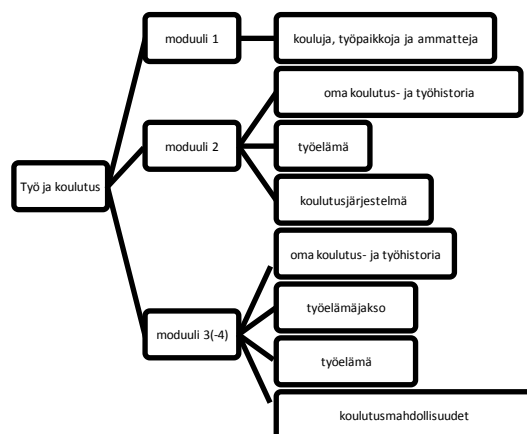 moduuli 1
kouluja, työpaikkoja ja ammatteja
oma koulutus- ja työhistoria
moduuli 2
työelämä
Työ ja koulutus
koulutusjärjestelmä
oma koulutus- ja työhistoria
työelämäjakso
moduuli 3(-4)
työelämä
koulutusmahdollisuudet